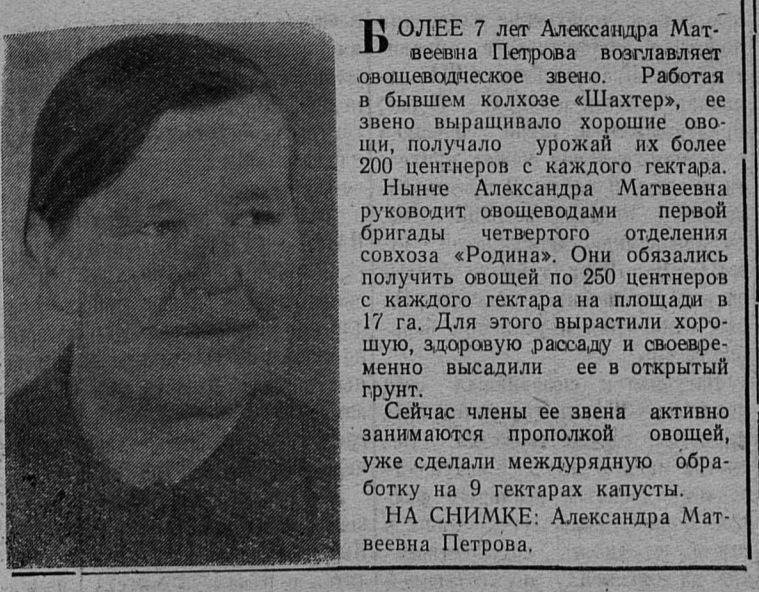 БОЛЕЕ 7 лет Александра Мат-
веевна Петрова возглавляет
овощеводческое звено. Работая
в бывшем колхозе «Шахтер», ее
звено выращивало хорошие ово-
щи, получало урожай их более
200 центнеров с каждого гектара.
Нынче Александра Матвеевна
руководит овощеводами первой
бригады четвертого отделения
совхоза «Родина». Они обязались
получить овощей по 250 центнеров
с каждого гектара на площади в
17 га. Для этого вырастили хоро-
шую, здоровую рассаду и своевре-
менно высадили ее в открытый
грунт.
Сейчас члены ее звена активно
занимаются прополкой овощей,
уже сделали междурядную обра-
ботку на 9 гектарах капусты.
НА СНИМКЕ: Александра Мат-
веевна Петрова.